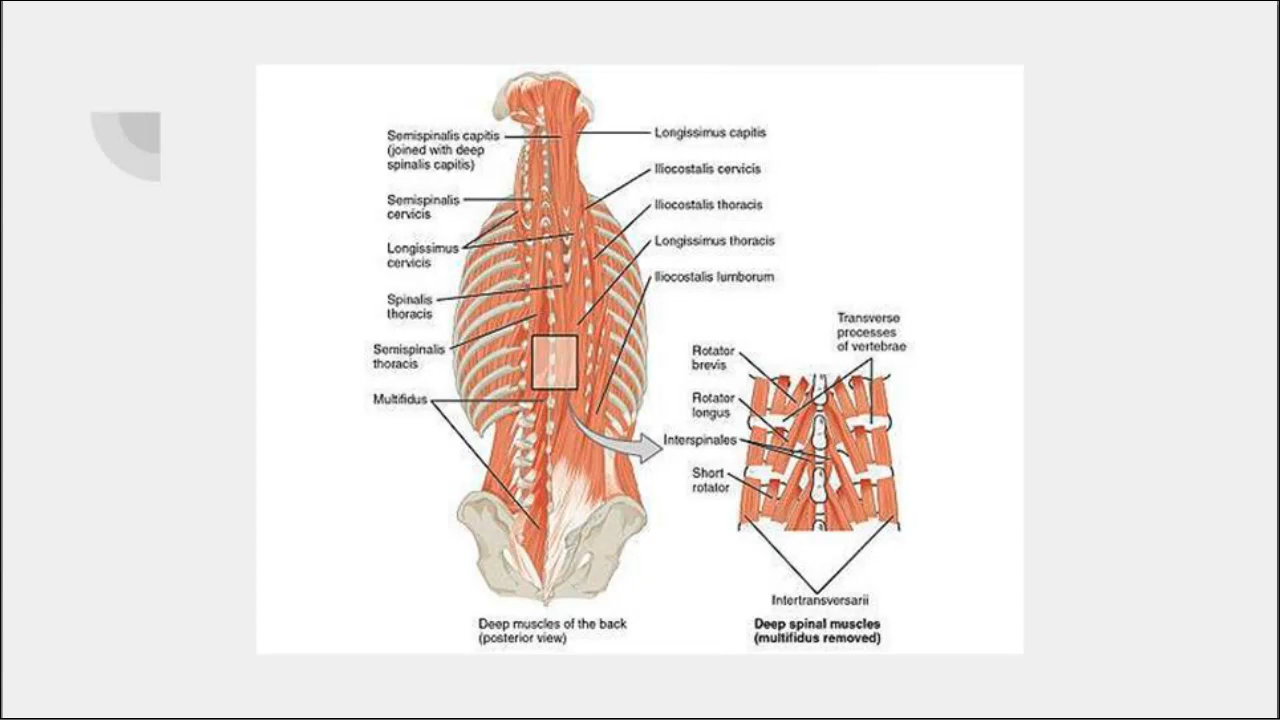 Semispinalis capitis
(joined with deep
spinalis capitis)
Semispinalis
cervicis
Longissimus
cervicis
Spinalis
thoracis
Semispinalis
thoracis
Multifidus
Longissimus capitis
Iliocostalis cervicis
Iliocostalis thoracis
Longissimus thoracis
Iliocostalis lumborum
Deep muscles of the back
(posterior view)
Transverse
processes
of vertebrae
Rotator
brevis
Rotator
longus
Interspinales
Short
rotator
Intertransversarii
Deep spinal muscles
(multifidus removed)